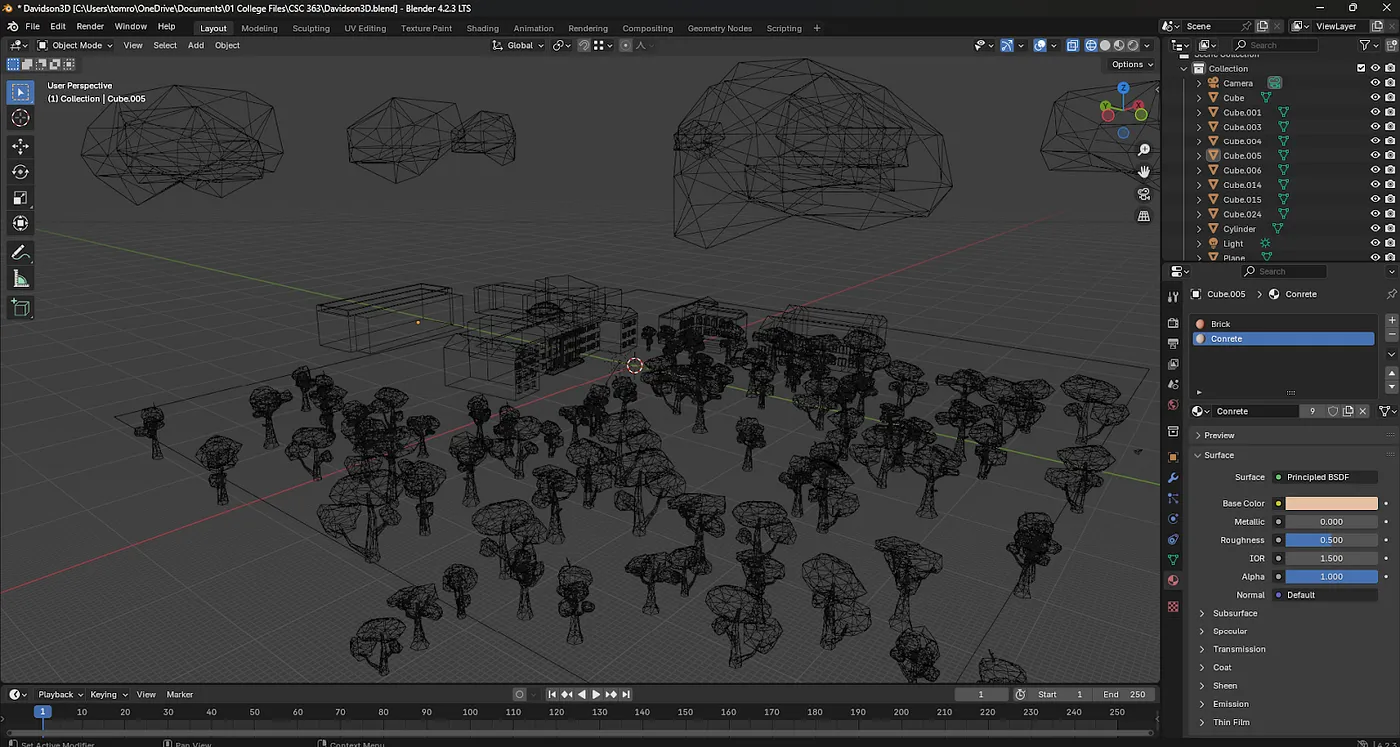 * Davidson3D [C:\Users\tomro\OneDrive\Documents\01 College Files\CSC 363\Davidson3D.blend] - Blender 4.2.3 LTS
File Edit Render Window Help Layout Modeling Sculpting UV Editing Texture Paint Shading Animation Rendering Compositing Geometry Nodes Scripting + Scene ViewLayer
Object Mode View Select Add Object Global Search
Options
User Perspective
(1) Collection | Cube.005
Z
Y
X
Scene Collection
Collection
Camera
Cube
Cube.001
Cube.003
Cube.004
Cube.005
Cube.006
Cube.014
Cube.015
Cube.024
Cylinder
Light
Plane
Search
Cube.005 > Conrete
Brick
Conrete
Conrete 9
Preview
Surface
Surface Principled BSDF
Base Color
Metallic 0.000
Roughness 0.500
IOR 1.500
Alpha 1.000
Normal Default
Subsurface
Specular
Transmission
Coat
Sheen
Emission
Thin Film
Playback Keying View Marker 1 Start 1 End 250
1 10 20 30 40 50 60 70 80 90 100 110 120 130 140 150 160 170 180 190 200 210 220 230 240 250
Set Active Modifier Pan View Context Menu